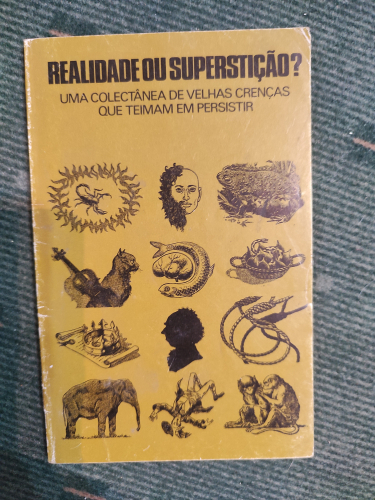 REALIDADE OU SUPERSTIÇÃO?
UMA COLECTÂNEA DE VELHAS CRENÇAS
QUE TEIMAM EM PERSISTIR